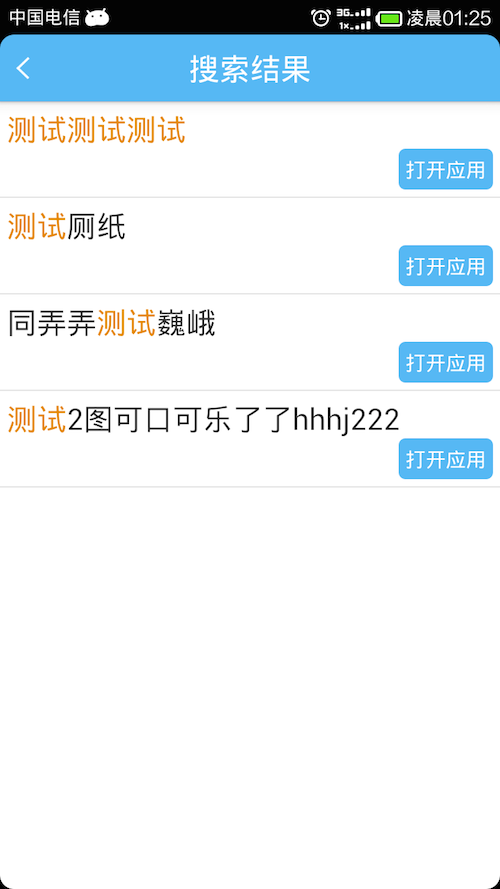 中国电信 3G 1x 凌晨01:25
搜索结果
测试测试测试
打开应用
测试厕纸
打开应用
同弄弄测试巍峨
打开应用
测试2图可口可乐了了hhhj222
打开应用